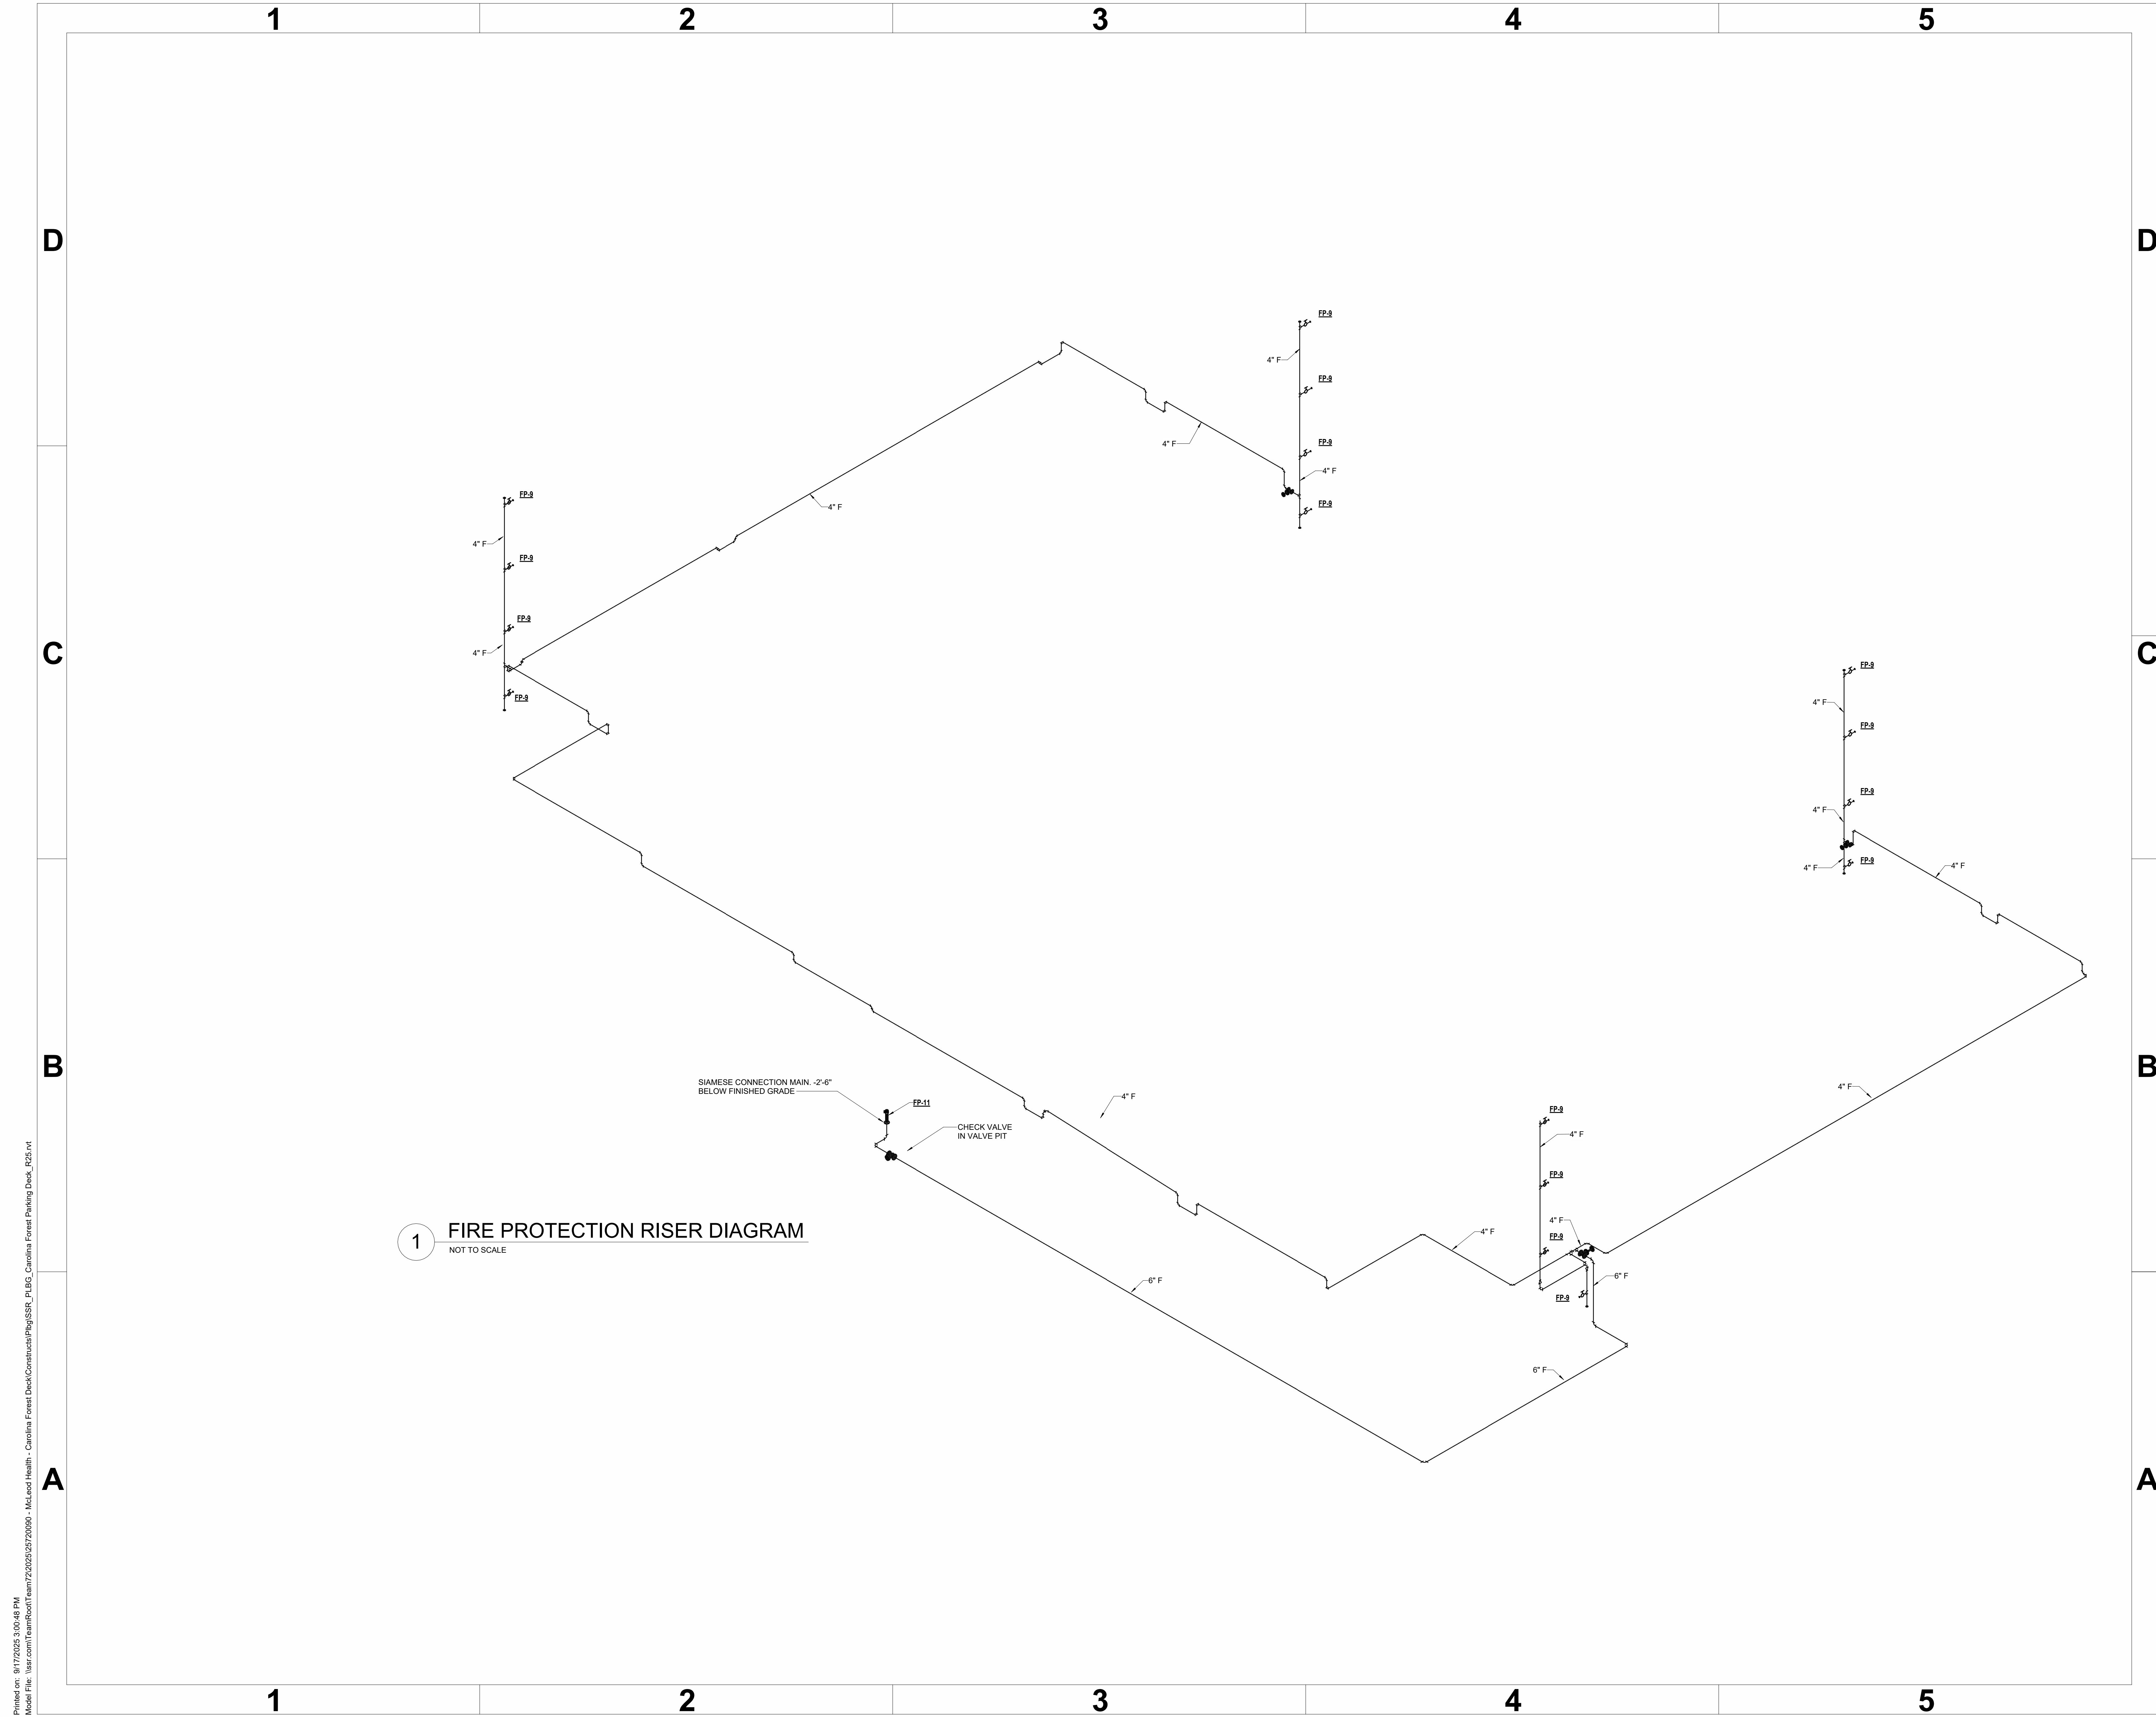 1
2
3
4
5
D
D
FP-9
4" F
FP-9
4" F
FP-9
4" F
FP-9
FP-9
4" F
4" F
FP-9
FP-9
4" F
FP-9
C
C
FP-9
4" F
FP-9
FP-9
4" F
4" F
FP-9
4" F
B
B
SIAMESE CONNECTION MAIN. -2'-6"
BELOW FINISHED GRADE
FP-11
CHECK VALVE
IN VALVE PIT
4" F
4" F
FP-9
4" F
FP-9
4" F
FP-9
4" F
6" F
FP-9
6" F
6" F
1
FIRE PROTECTION RISER DIAGRAM
NOT TO SCALE
A
A
1
2
3
4
5
Printed on: 9/17/2025 3:00:48 PM
Model File: \\ssr.com\TeamRoot\Team72\2025\25720090 - McLeod Health - Carolina Forest Deck\Constructs\Plbg\SSR_PLBG_Carolina Forest Parking Deck_R25.rvt